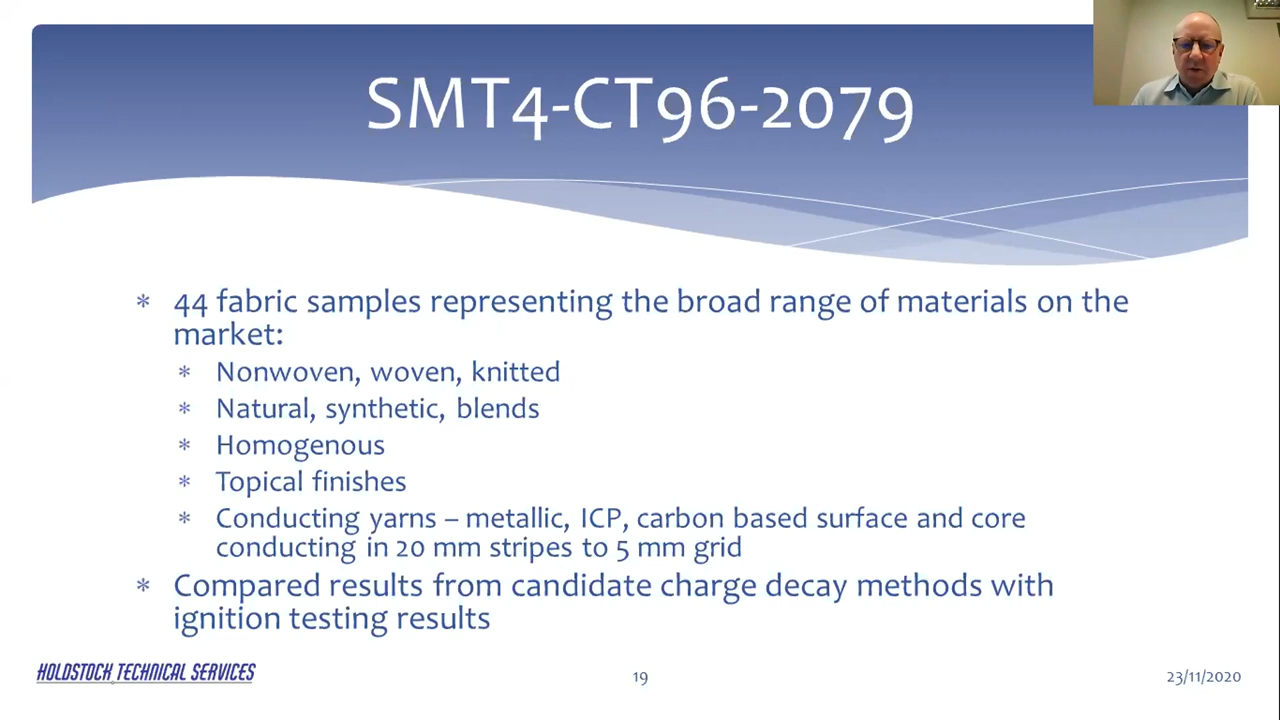 SMT4-CT96-2079
* 44 fabric samples representing the broad range of materials on the
market:
* Nonwoven, woven, knitted
* Natural, synthetic, blends
* Homogenous
* Topical finishes
* Conducting yarns – metallic, ICP, carbon based surface and core
conducting in 20 mm stripes to 5 mm grid
* Compared results from candidate charge decay methods with
ignition testing results
HOLDSTOCK TECHNICAL SERVICES
19
23/11/2020